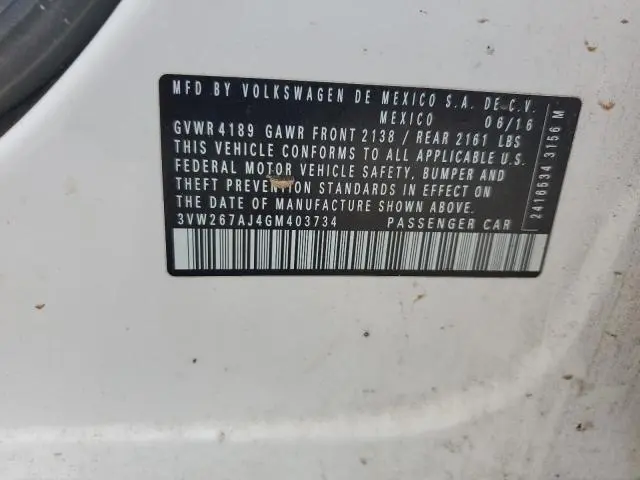 MFD BY VOLKSWAGEN DE MEXICO S.A. DE C.V.
MEXICO 06/16
GVWR 4189 GAWR FRONT 2138 / REAR 2161 LBS
THIS VEHICLE CONFORMS TO ALL APPLICABLE U.S.
FEDERAL MOTOR VEHICLE SAFETY, BUMPER AND
THEFT PREVENTION STANDARDS IN EFFECT ON
THE DATE OF MANUFACTURE SHOWN ABOVE.
3VW267AJ4GM403734 PASSENGER CAR
2416534 3156 M